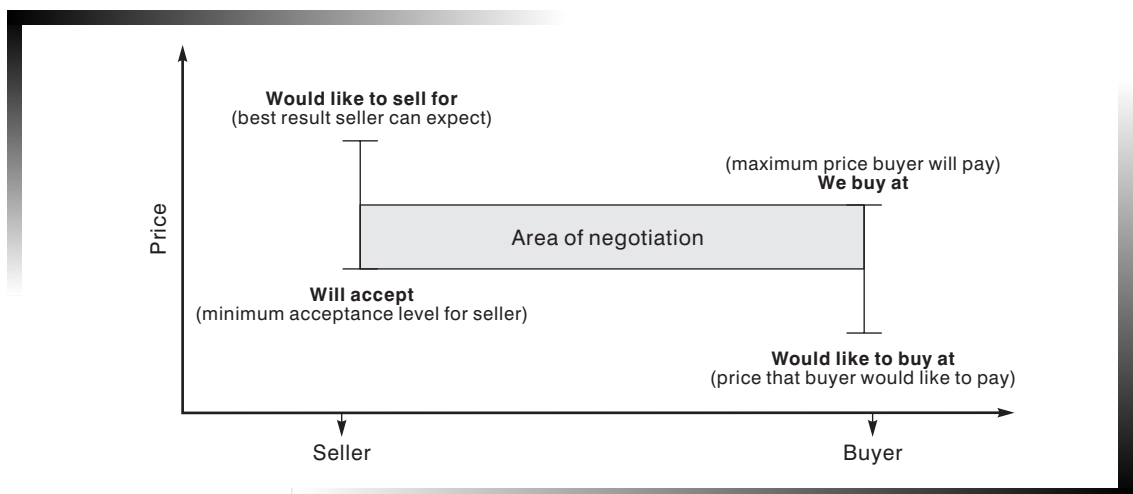 Would like to sell for
(best result seller can expect)
(maximum price buyer will pay)
We buy at
Price
Area of negotiation
Will accept
(minimum acceptance level for seller)
Would like to buy at
(price that buyer would like to pay)
Seller
Buyer